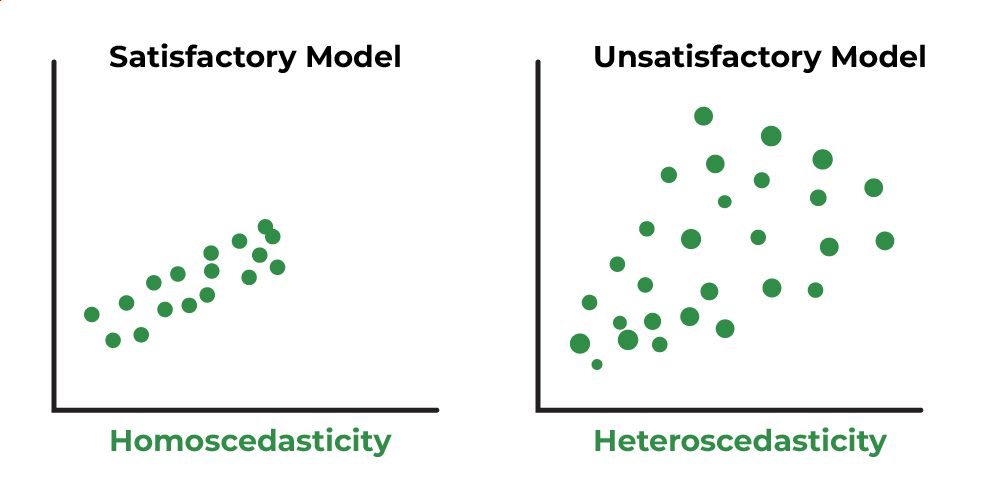 Satisfactory Model
Unsatisfactory Model
Homoscedasticity
Heteroscedasticity